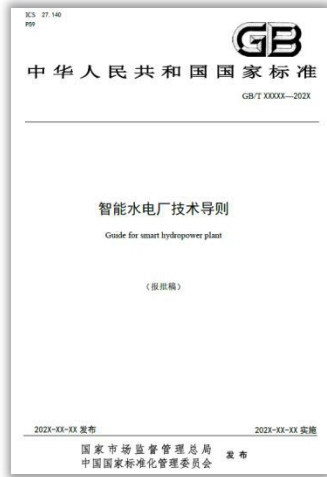 ICS 27.140
P59
GB
中华人民共和国国家标准
GB/T XXXXX—202X
智能水电厂技术导则
Guide for smart hydropower plant
（报批稿）
202X-XX-XX 发布
202X-XX-XX 实施
国家市场监督管理总局
中国国家标准化管理委员会
发布